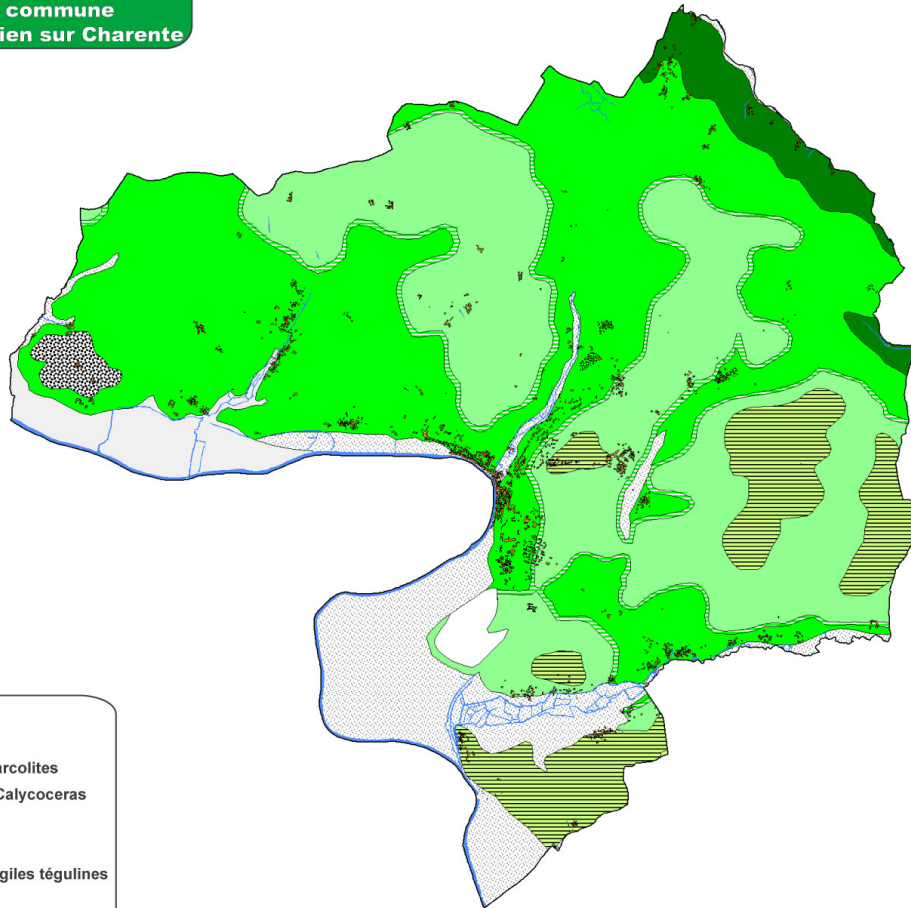 commune
ien sur Charente
arcolites
Calycoceras
giles tégulines